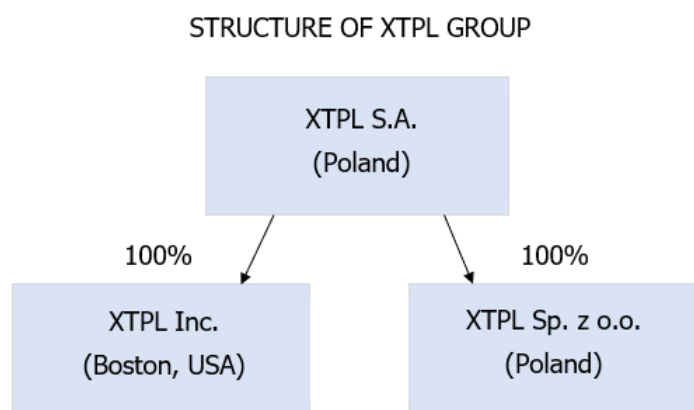 STRUCTURE OF XTPL GROUP
XTPL S.A.
(Poland)
100%
100%
XTPL Inc.
(Boston, USA)
XTPL Sp. z o.o.
(Poland)